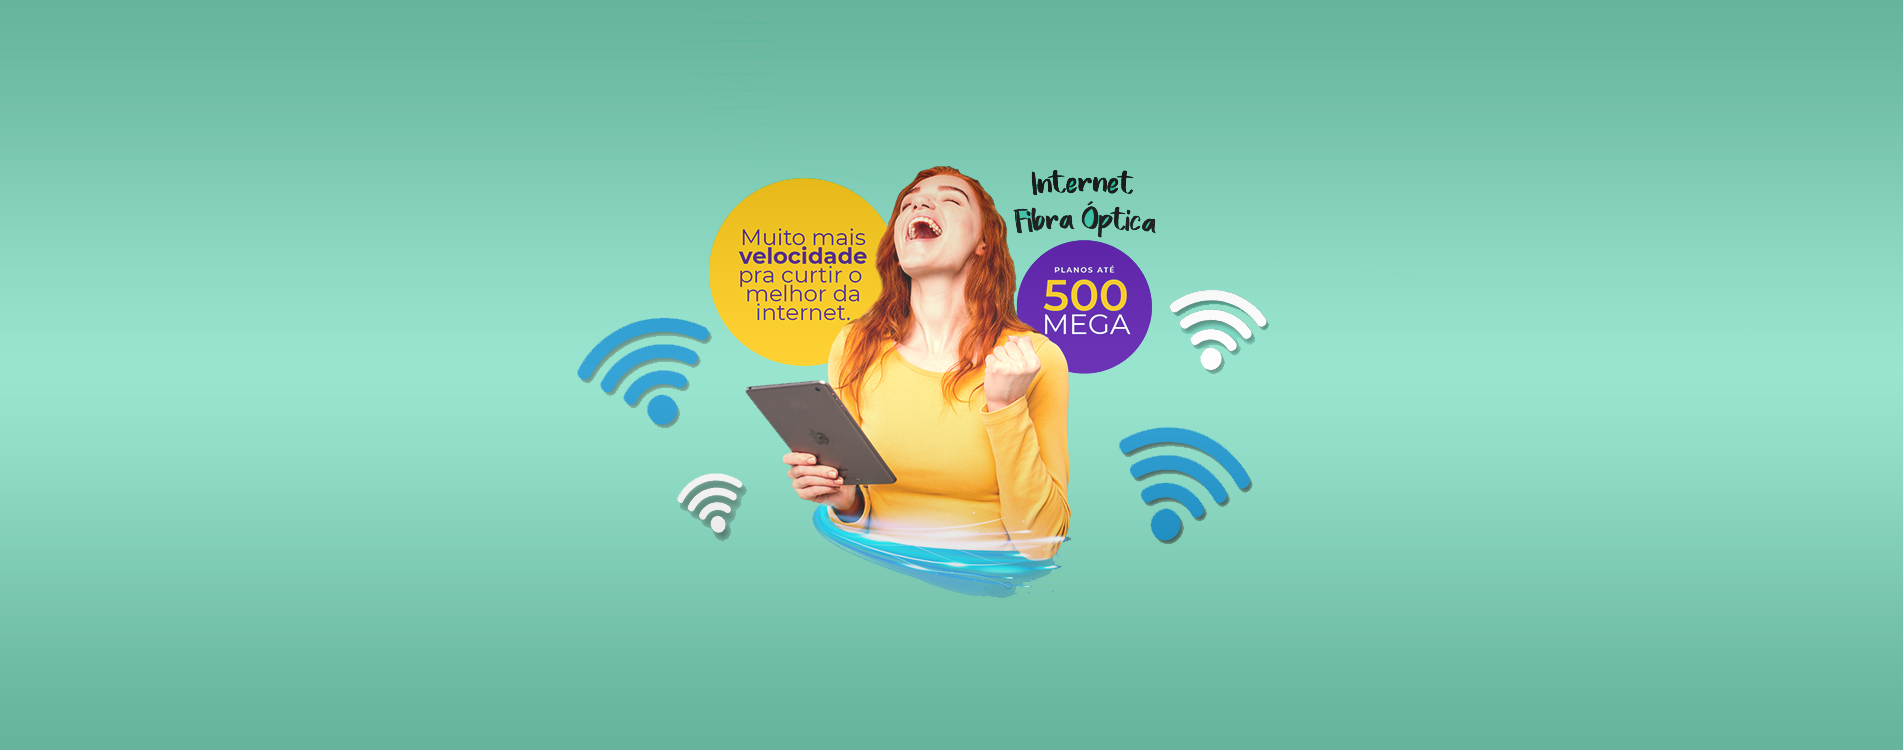 Muito mais
velocidade
pra curtir o
melhor da
internet.
Internet
Fibra Óptica
PLANOS ATÉ
500
MEGA